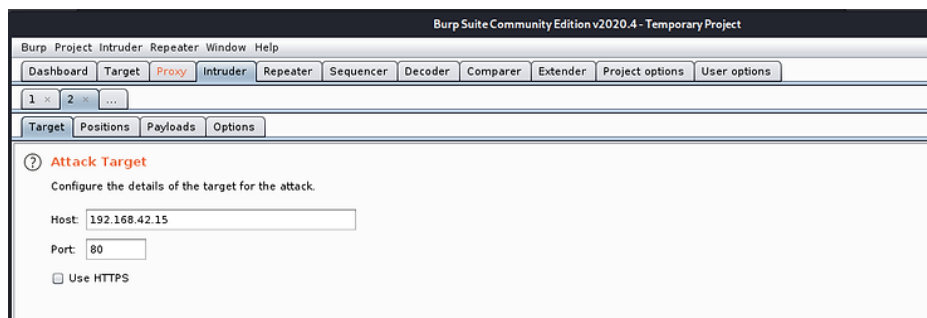 Burp Suite Community Edition v2020.4 - Temporary Project
Burp Project Intruder Repeater Window Help
Dashboard Target Proxy Intruder Repeater Sequencer Decoder Comparer Extender Project options User options
1 × 2 × ...
Target Positions Payloads Options
? Attack Target
Configure the details of the target for the attack.
Host: 192.168.42.15
Port: 80
Use HTTPS